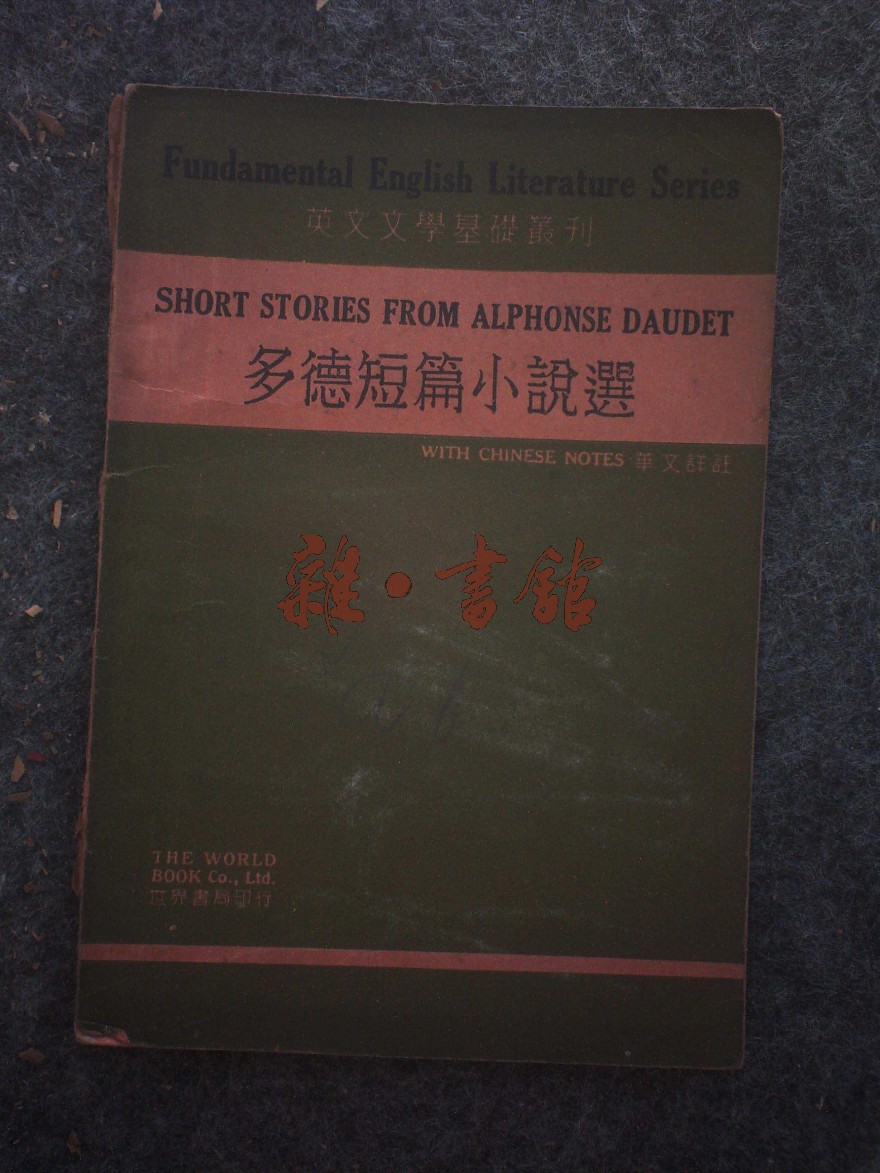 Fundamental English Literature Series
英文文學基礎叢刊
SHORT STORIES FROM ALPHONSE DAUDET
多德短篇小說選
WITH CHINESE NOTES 華文詳註
雜·書館
THE WORLD
BOOK Co., Ltd.
世界書局印行